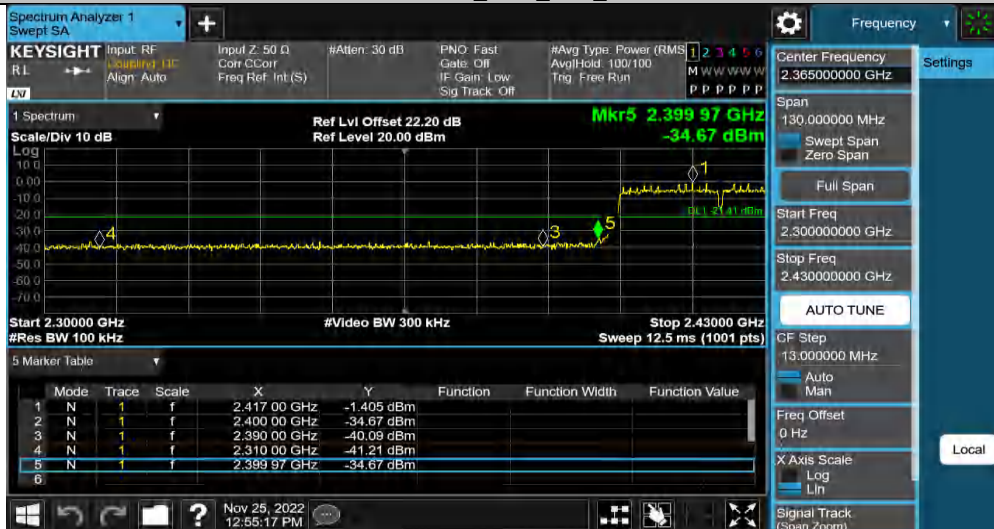 Spectrum Analyzer 1
Swept SA
Frequency
KEYSIGHT
RL
LXI
Input: RF
Coupling: DC
Align: Auto
Input Z: 50 Ω
Corr CCorr
Freq Ref: Int (S)
#Atten: 30 dB
PNO: Fast
Gate: Off
IF Gain: Low
Sig Track: Off
#Avg Type: Power (RMS
Avg|Hold: 100/100
Trig: Free Run
1 2 3 4 5 6
M W W W W W
P P P P P P
1 Spectrum
Scale/Div 10 dB
Ref Lvl Offset 22.20 dB
Ref Level 20.00 dBm
Mkr5 2.399 97 GHz
-34.67 dBm
Log
10.0
0.00
-10.0
-20.0
-30.0
-40.0
-50.0
-60.0
-70.0
1
DL1 -21.41 dBm
4
3
5
Start 2.30000 GHz
#Res BW 100 kHz
#Video BW 300 kHz
Stop 2.43000 GHz
Sweep 12.5 ms (1001 pts)
5 Marker Table
Mode Trace Scale X Y Function Function Width Function Value
1 N 1 f 2.417 00 GHz -1.405 dBm
2 N 1 f 2.400 00 GHz -34.67 dBm
3 N 1 f 2.390 00 GHz -40.09 dBm
4 N 1 f 2.310 00 GHz -41.21 dBm
5 N 1 f 2.399 97 GHz -34.67 dBm
6
Nov 25, 2022
12:55:17 PM
Center Frequency
2.365000000 GHz
Settings
Span
130.000000 MHz
Swept Span
Zero Span
Full Span
Start Freq
2.300000000 GHz
Stop Freq
2.430000000 GHz
AUTO TUNE
CF Step
13.000000 MHz
Auto
Man
Freq Offset
0 Hz
X Axis Scale
Log
Lin
Local
Signal Track
(Span Zoom)